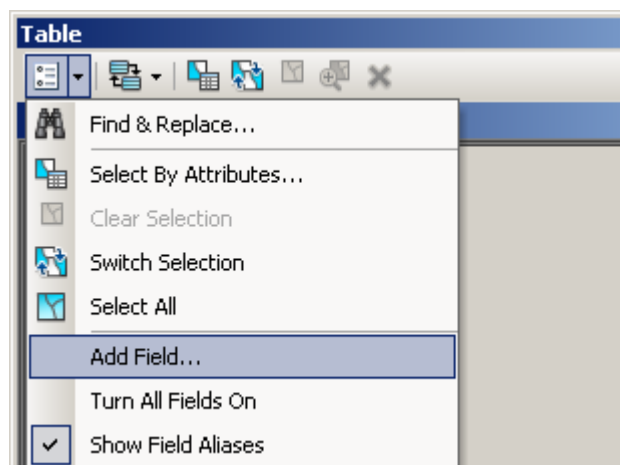 Table
Find & Replace...
Select By Attributes...
Clear Selection
Switch Selection
Select All
Add Field...
Turn All Fields On
Show Field Aliases